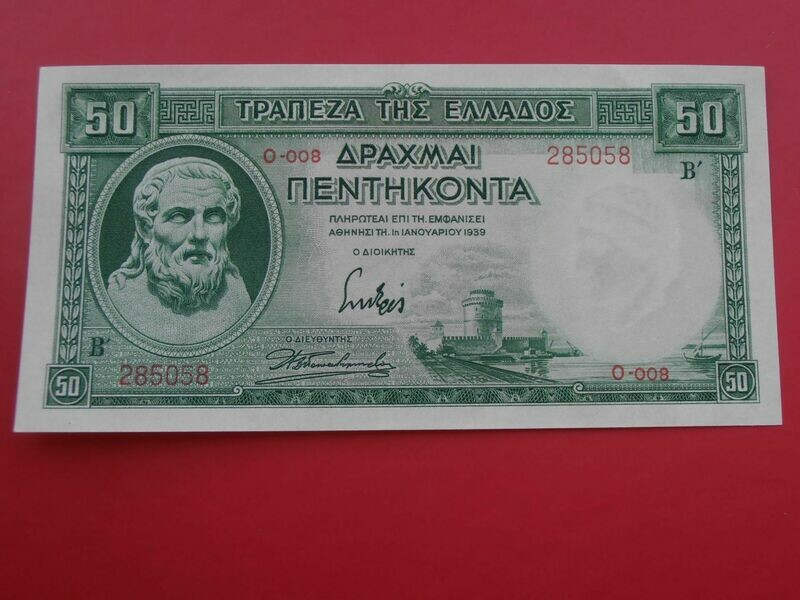 50 ΤΡΑΠΕΖΑ ΤΗΣ ΕΛΛΑΔΟΣ 50
O-008 ΔΡΑΧΜΑΙ 285058
Β′
ΠΕΝΤΗΚΟΝΤΑ
ΠΛΗΡΩΤΕΑΙ ΕΠΙ ΤΗ ΕΜΦΑΝΙΣΕΙ
ΑΘΗΝΗΣΙ ΤΗ. 1η ΙΑΝΟΥΑΡΙΟΥ 1939
Ο ΔΙΟΙΚΗΤΗΣ
Ο ΔΙΕΥΘΥΝΤΗΣ
Β′
285058 O-008
50 50